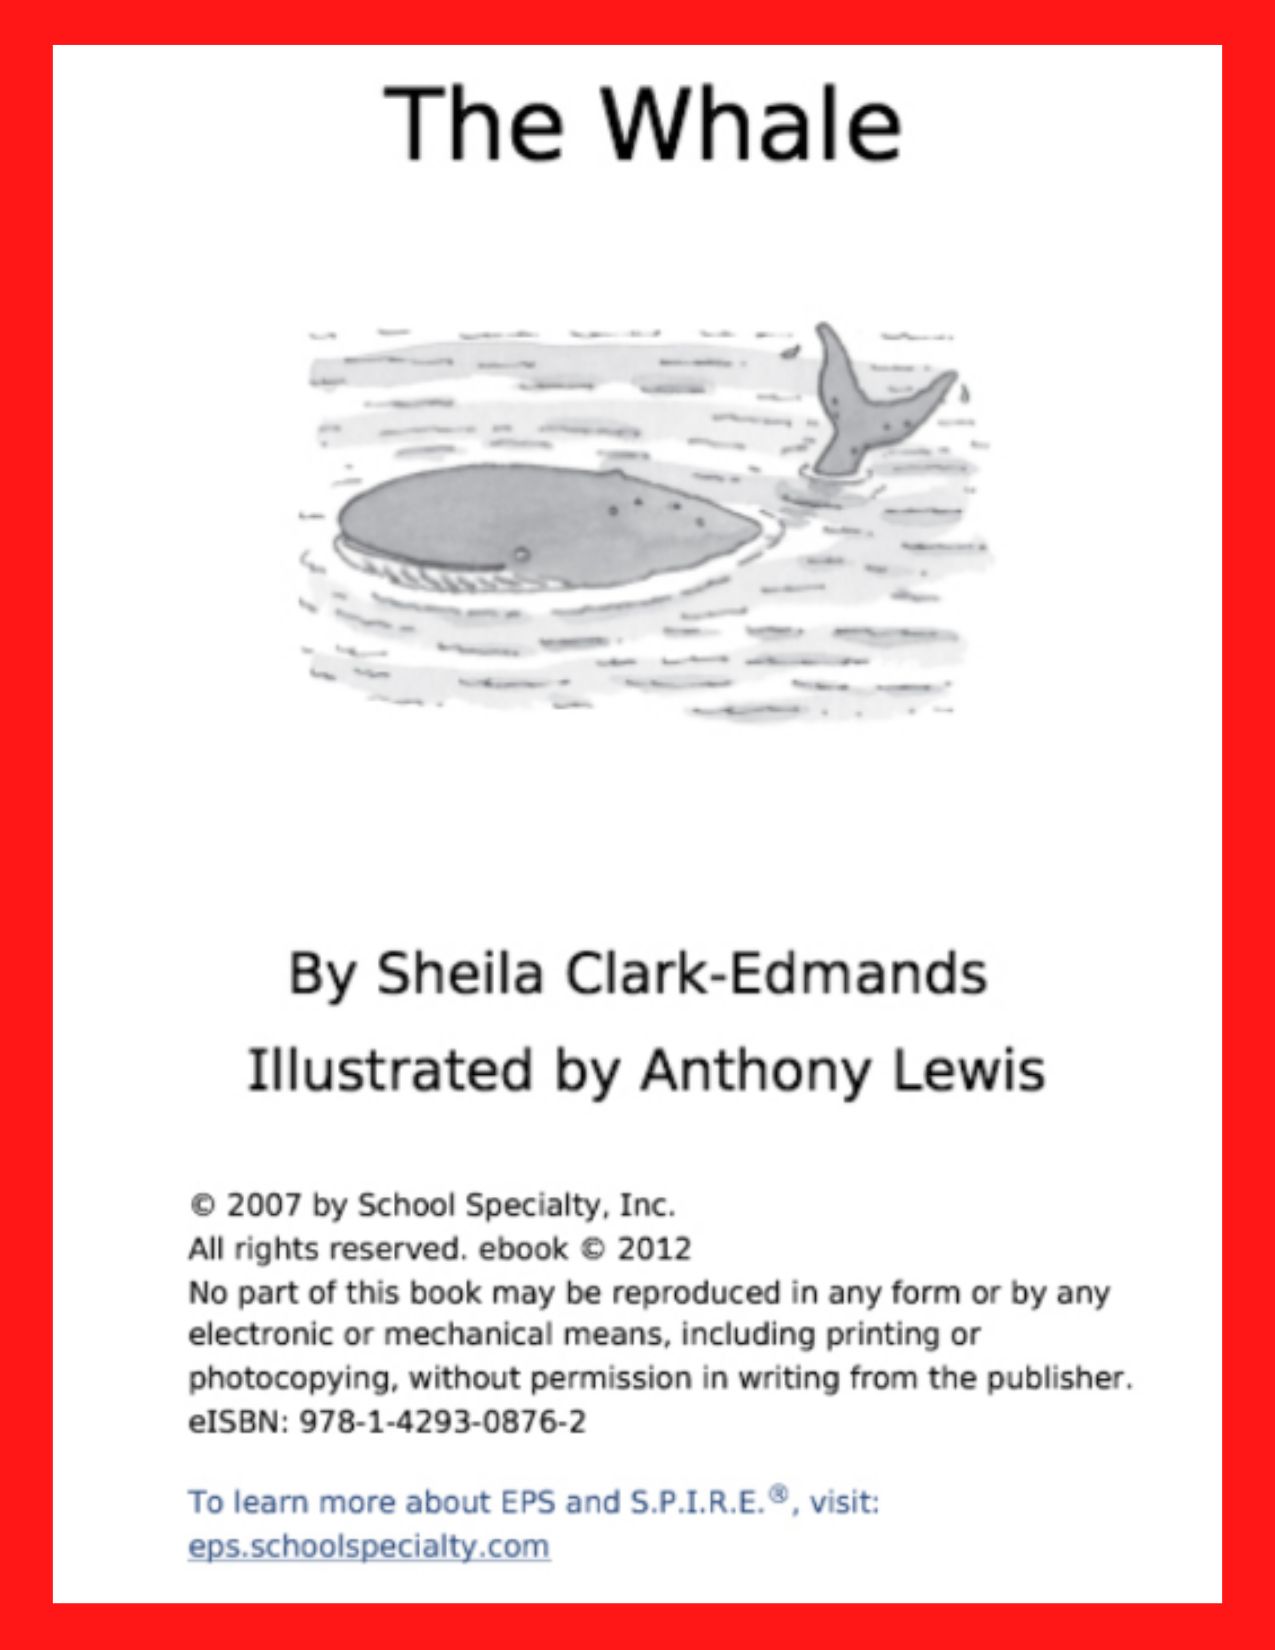 The Whale
By Sheila Clark-Edmands
Illustrated by Anthony Lewis
© 2007 by School Specialty, Inc.
All rights reserved. ebook © 2012
No part of this book may be reproduced in any form or by any
electronic or mechanical means, including printing or
photocopying, without permission in writing from the publisher.
eISBN: 978-1-4293-0876-2
To learn more about EPS and S.P.I.R.E.®, visit:
eps.schoolspecialty.com